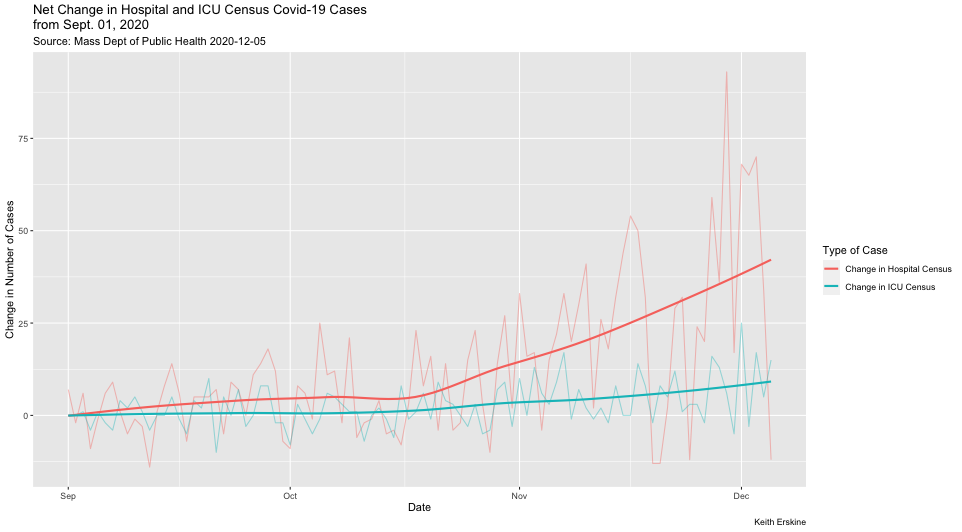 Net Change in Hospital and ICU Census Covid-19 Cases
from Sept. 01, 2020
Source: Mass Dept of Public Health 2020-12-05
75
50
25
0
Change in Number of Cases
Sep
Oct
Nov
Dec
Date
Type of Case
Change in Hospital Census
Change in ICU Census
Keith Erskine